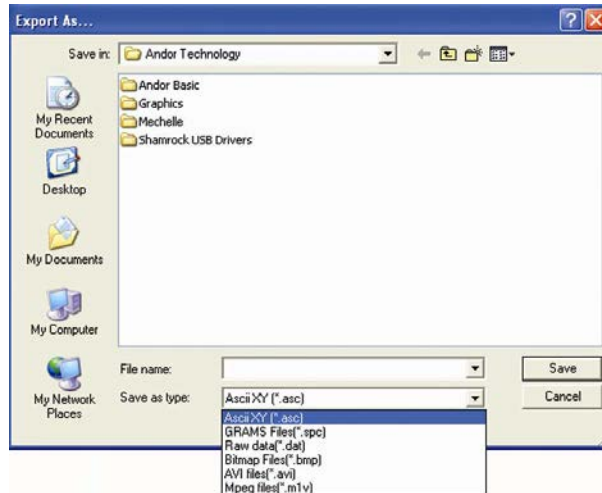 Export As...
Save in: Andor Technology
Andor Basic
Graphics
Mechelle
Shamrock USB Drivers
My Recent
Documents
Desktop
My Documents
My Computer
My Network
Places
File name:
Save
Save as type: Ascii XY (*.asc)
Cancel
Ascii XY (*.asc)
GRAMS Files(*.spc)
Raw data(*.dat)
Bitmap Files(*.bmp)
AVI files(*.avi)
Mpeg files(*.m1v)